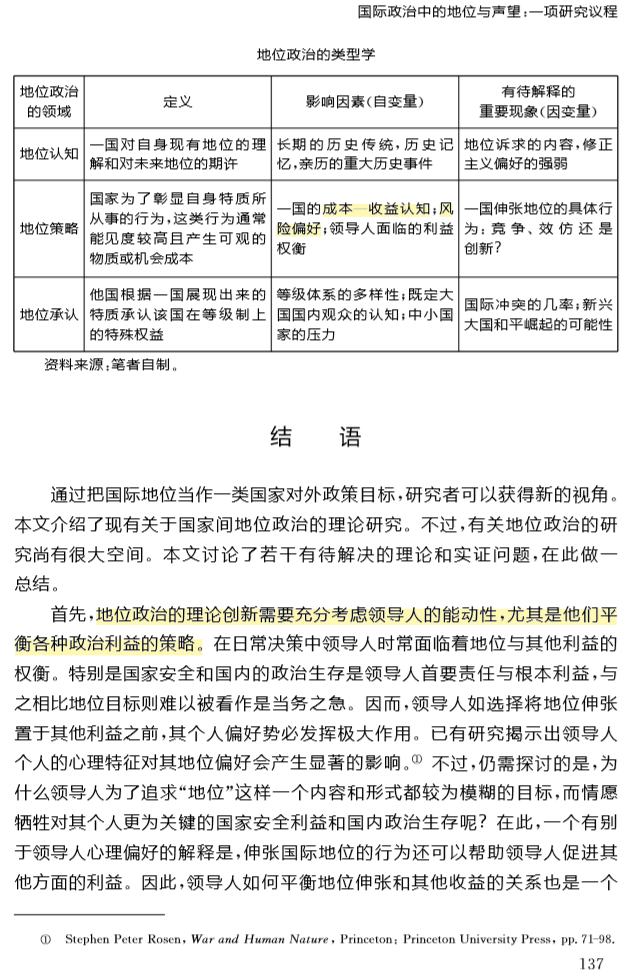 国际政治中的地位与声望:一项研究议程
地位政治的类型学
地位政治
的领域
定义
影响因素(自变量)
有待解释的
重要现象(因变量)
地位认知
一国对自身现有地位的理
解和对未来地位的期许
长期的历史传统,历史记
忆,亲历的重大历史事件
地位诉求的内容,修正
主义偏好的强弱
地位策略
国家为了彰显自身特质所
从事的行为,这类行为通常
能见度较高且产生可观的
物质或机会成本
一国的成本—收益认知;风
险偏好;领导人面临的利益
权衡
一国伸张地位的具体行
为:竞争、效仿还是
创新?
地位承认
他国根据一国展现出来的
特质承认该国在等级制上
的特殊权益
等级体系的多样性;既定大
国国内观众的认知;中小国
家的压力
国际冲突的几率;新兴
大国和平崛起的可能性
资料来源:笔者自制。
结 语
通过把国际地位当作一类国家对外政策目标,研究者可以获得新的视角。
本文介绍了现有关于国家间地位政治的理论研究。不过,有关地位政治的研
究尚有很大空间。本文讨论了若干有待解决的理论和实证问题,在此做一
总结。
首先,地位政治的理论创新需要充分考虑领导人的能动性,尤其是他们平
衡各种政治利益的策略。在日常决策中领导人时常面临着地位与其他利益的
权衡。特别是国家安全和国内的政治生存是领导人首要责任与根本利益,与
之相比地位目标则难以被看作是当务之急。因而,领导人如选择将地位伸张
置于其他利益之前,其个人偏好势必发挥极大作用。已有研究揭示出领导人
个人的心理特征对其地位偏好会产生显著的影响。① 不过,仍需探讨的是,为
什么领导人为了追求“地位”这样一个内容和形式都较为模糊的目标,而情愿
牺牲对其个人更为关键的国家安全利益和国内政治生存呢? 在此,一个有别
于领导人心理偏好的解释是,伸张国际地位的行为还可以帮助领导人促进其
他方面的利益。因此,领导人如何平衡地位伸张和其他收益的关系也是一个
① Stephen Peter Rosen, War and Human Nature, Princeton: Princeton University Press, pp. 71-98.
137